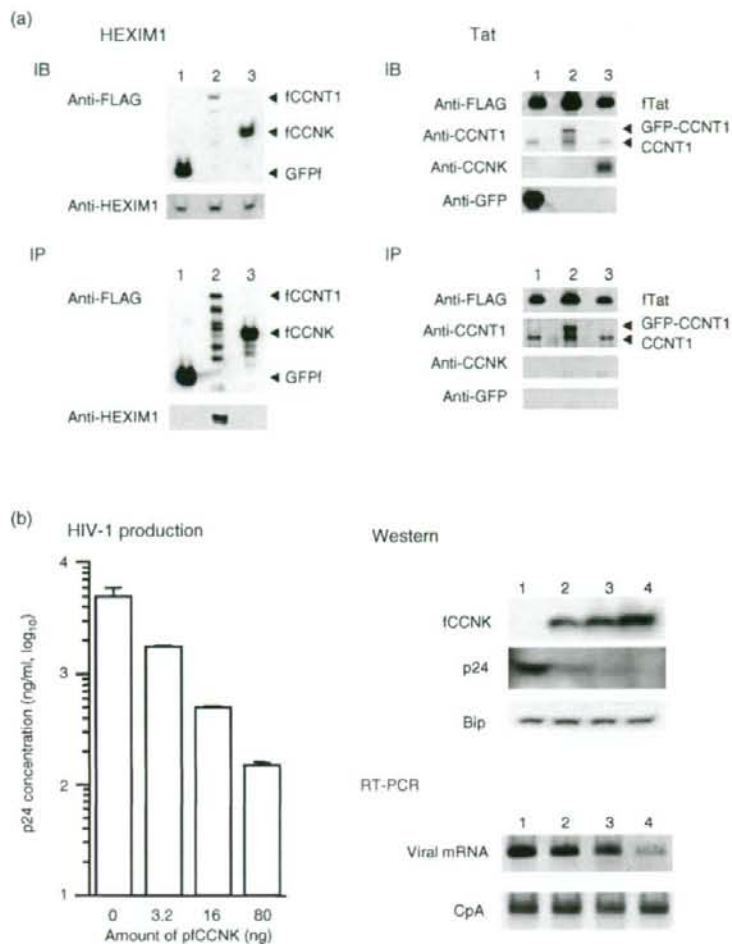 (a)
HEXIM1
IB
1 2 3
Anti-FLAG
fCCNT1
fCCNK
GFPf
Anti-HEXIM1
IP
1 2 3
Anti-FLAG
fCCNT1
fCCNK
GFPf
Anti-HEXIM1
Tat
IB
1 2 3
Anti-FLAG fTat
Anti-CCNT1 GFP-CCNT1
CCNT1
Anti-CCNK
Anti-GFP
IP
1 2 3
Anti-FLAG fTat
Anti-CCNT1 GFP-CCNT1
CCNT1
Anti-CCNK
Anti-GFP
(b)
HIV-1 production
p24 concentration (ng/ml, log10)
4
3
2
1
0 3.2 16 80
Amount of pfCCNK (ng)
Western
1 2 3 4
fCCNK
p24
Bip
RT-PCR
1 2 3 4
Viral mRNA
CpA